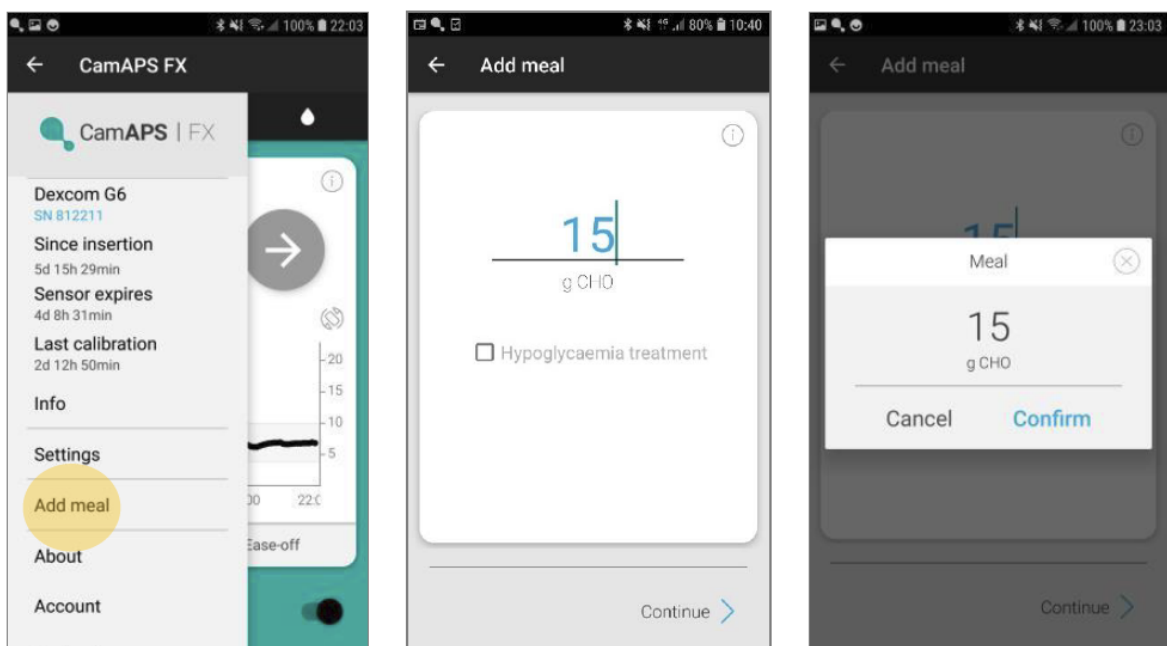 100% 22:03
CamAPS FX
CamAPS | FX
Dexcom G6
SN 812211
Since insertion
5d 15h 29min
Sensor expires
4d 8h 31min
Last calibration
2d 12h 50min
Info
Settings
Add meal
About
Account
20
15
10
5
22:0
Ease-off
4G 80% 10:40
Add meal
15
g CHO
Hypoglycaemia treatment
Continue
100% 23:03
Add meal
15
Meal
15
g CHO
Cancel Confirm
Continue